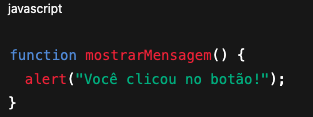 javascript
function mostrarMensagem() {
  alert("Você clicou no botão!");
}